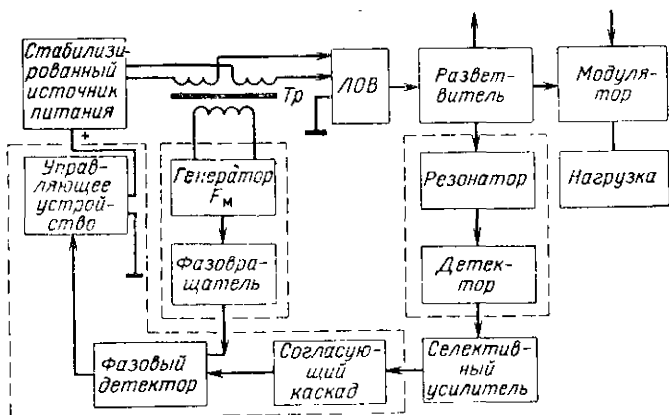 Стабилизи-
рованный
источник
питания
+
Тр
ЛОВ
Развет-
витель
Модуля-
тор
Управ-
ляющее
устрой-
ство
Генератор
Fм
Резонатор
Нагрузка
Фазовра-
щатель
Детек-
тор
Фазовый
детектор
Согласую-
щий
каскад
Селектив-
ный
усилитель